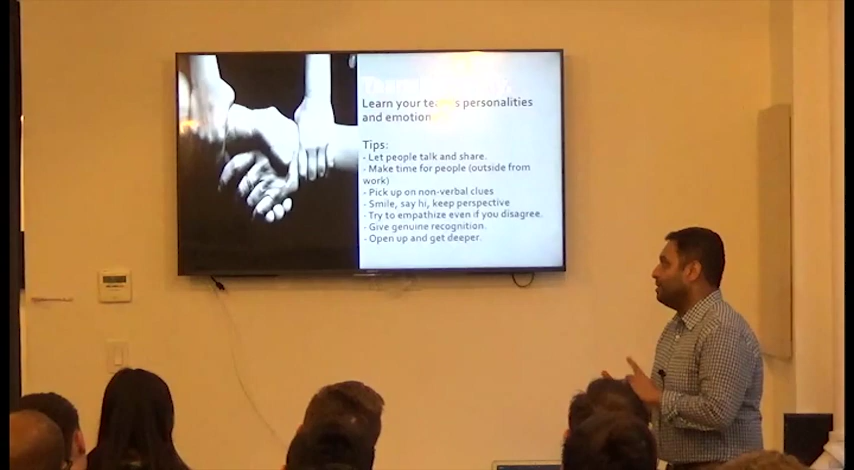 Learn your team's personalities
and emotion
Tips:
- Let people talk and share.
- Make time for people (outside from
work)
- Pick up on non-verbal clues
- Smile, say hi, keep perspective
- Try to empathize even if you disagree.
- Give genuine recognition.
- Open up and get deeper.